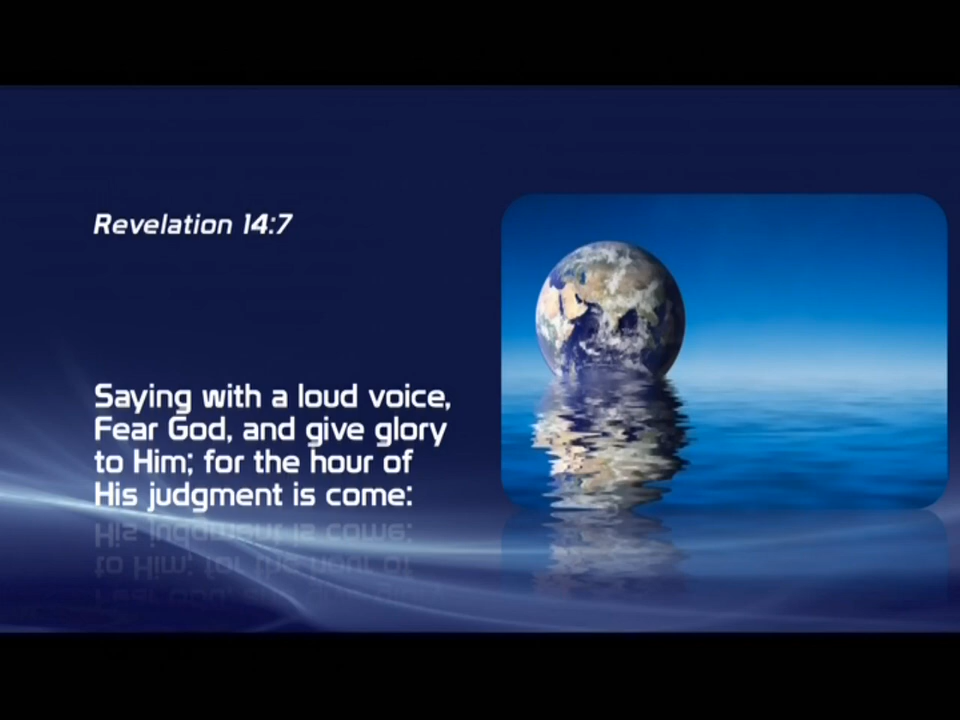 Revelation 14:7
Saying with a loud voice,
Fear God, and give glory
to Him; for the hour of
His judgment is come: